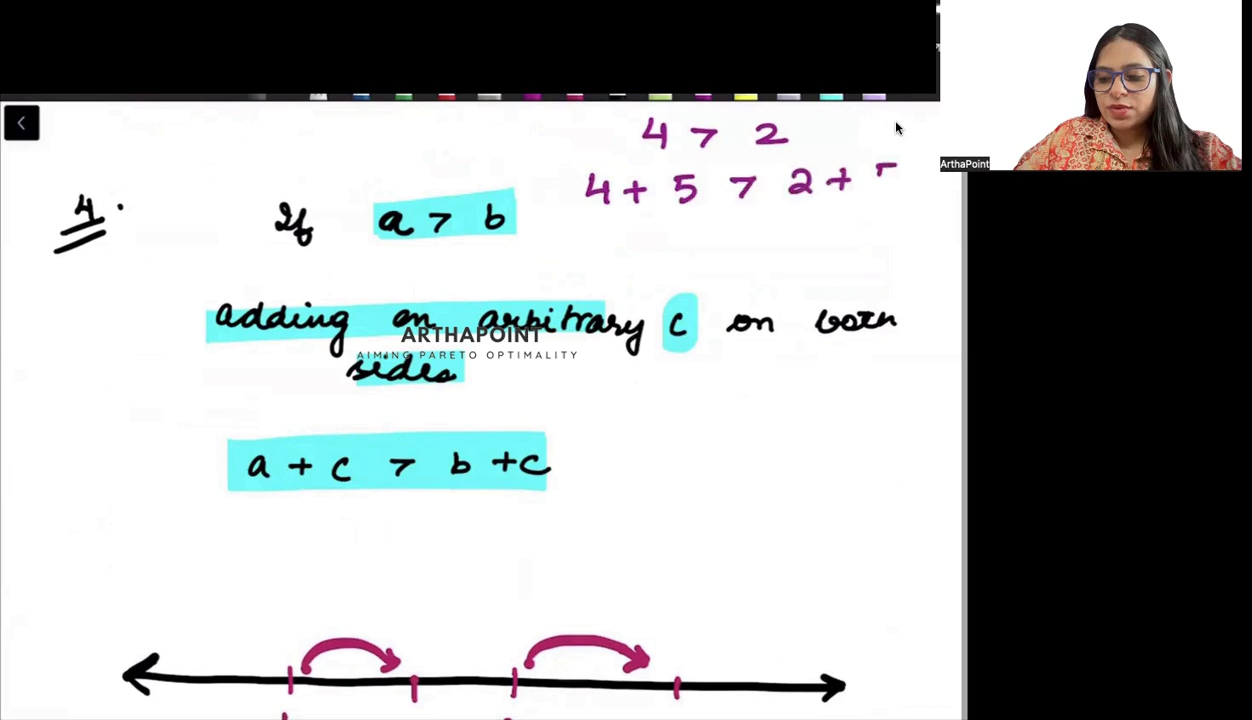 4 > 2
4 + 5 > 2 +
4.
If a > b
adding an arbitrary c on both
sides
ARTHAPOINT
AIMING PARETO OPTIMALITY
a + c > b + c
ArthaPoint